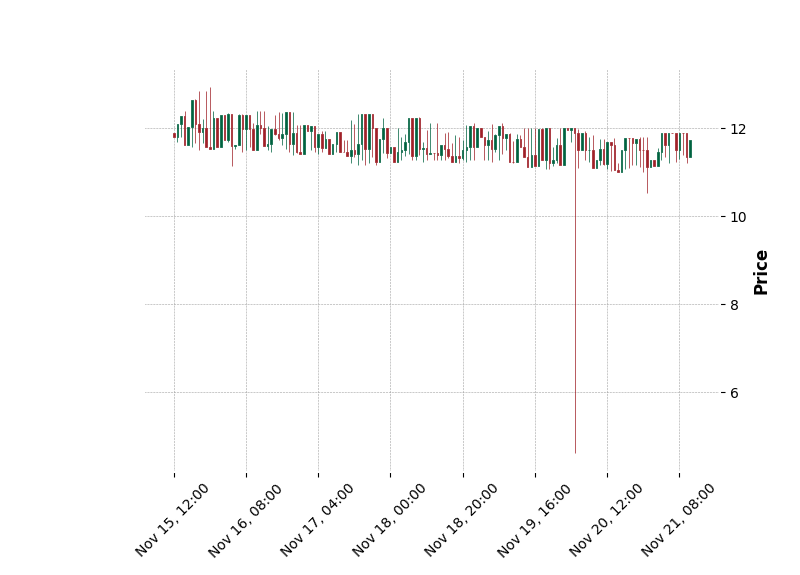 12
10
8
6
Price
Nov 15, 12:00
Nov 16, 08:00
Nov 17, 04:00
Nov 18, 00:00
Nov 18, 20:00
Nov 19, 16:00
Nov 20, 12:00
Nov 21, 08:00